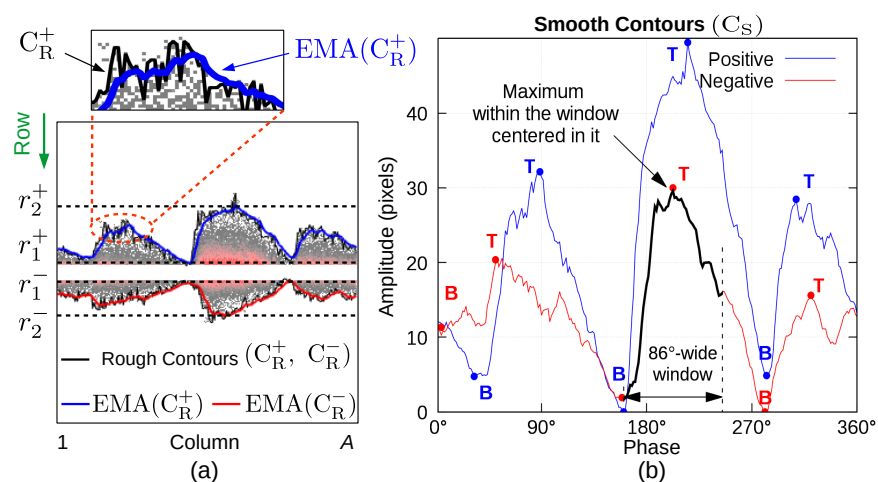 C_R^+
EMA(C_R^+)
Row
r_2^+
r_1^+
r_1^-
r_2^-
Rough Contours (C_R^+, C_R^-)
EMA(C_R^+)
EMA(C_R^-)
1
Column
A
(a)
Smooth Contours (C_S)
Positive
Negative
Maximum
within the window
centered in it
T
T
T
T
T
T
B
B
B
B
B
B
86°-wide
window
Amplitude (pixels)
40
30
20
10
0
0°
90°
180°
270°
360°
Phase
(b)